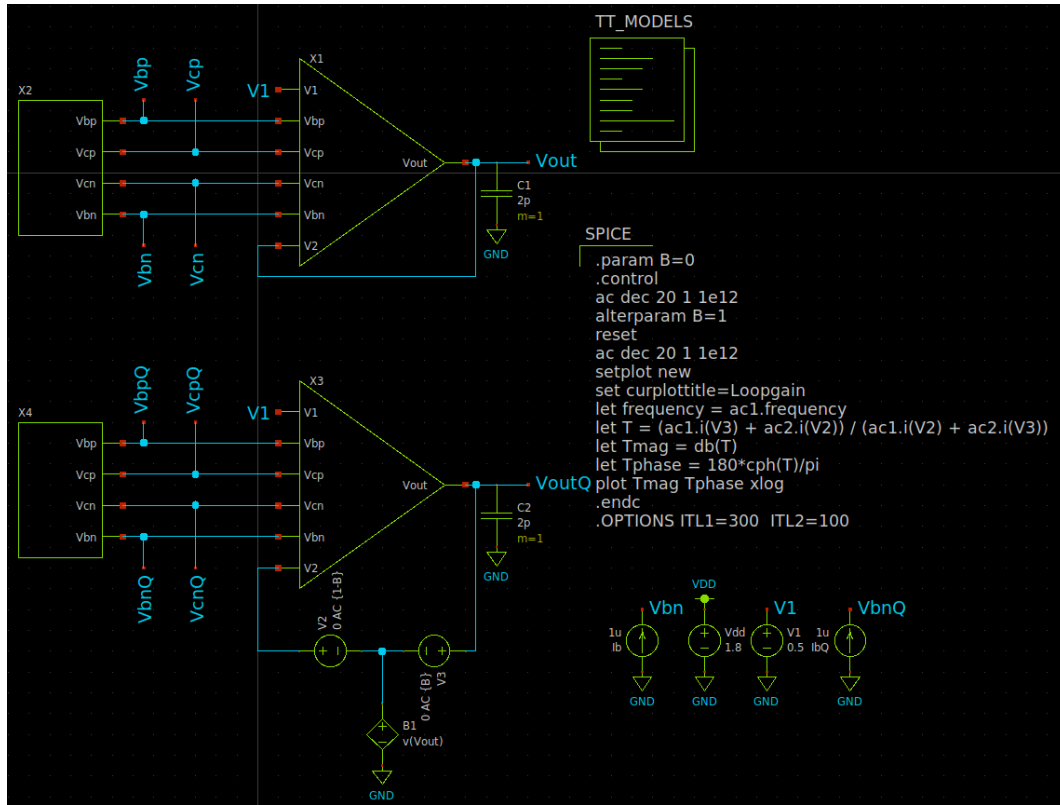 TT_MODELS
X1
Vbp
Vcp
V1
V1
X2
Vbp
Vbp
Vcp
Vcp
Vout
Vout
Vcn
Vcn
C1
2p
m=1
Vbn
Vbn
V2
GND
Vbn
Vcn
SPICE
.param B=0
.control
ac dec 20 1 1e12
alterparam B=1
reset
ac dec 20 1 1e12
setplot new
set curplottitle=Loopgain
let frequency = ac1.frequency
let T = (ac1.i(V3) + ac2.i(V2)) / (ac1.i(V2) + ac2.i(V3))
let Tmag = db(T)
let Tphase = 180*cph(T)/pi
plot Tmag Tphase xlog
.endc
.OPTIONS ITL1=300  ITL2=100
VbpQ
VcpQ
X3
V1
V1
X4
Vbp
Vbp
Vcp
Vcp
Vout
VoutQ
Vcn
Vcn
C2
2p
m=1
Vbn
Vbn
V2
GND
VbnQ
VcnQ
V2
0 AC {1-B}
0 AC {B}
V3
B1
v(Vout)
GND
Vbn
1u
Ib
GND
VDD
Vdd
1.8
GND
V1
V1
0.5
GND
VbnQ
1u
IbQ
GND